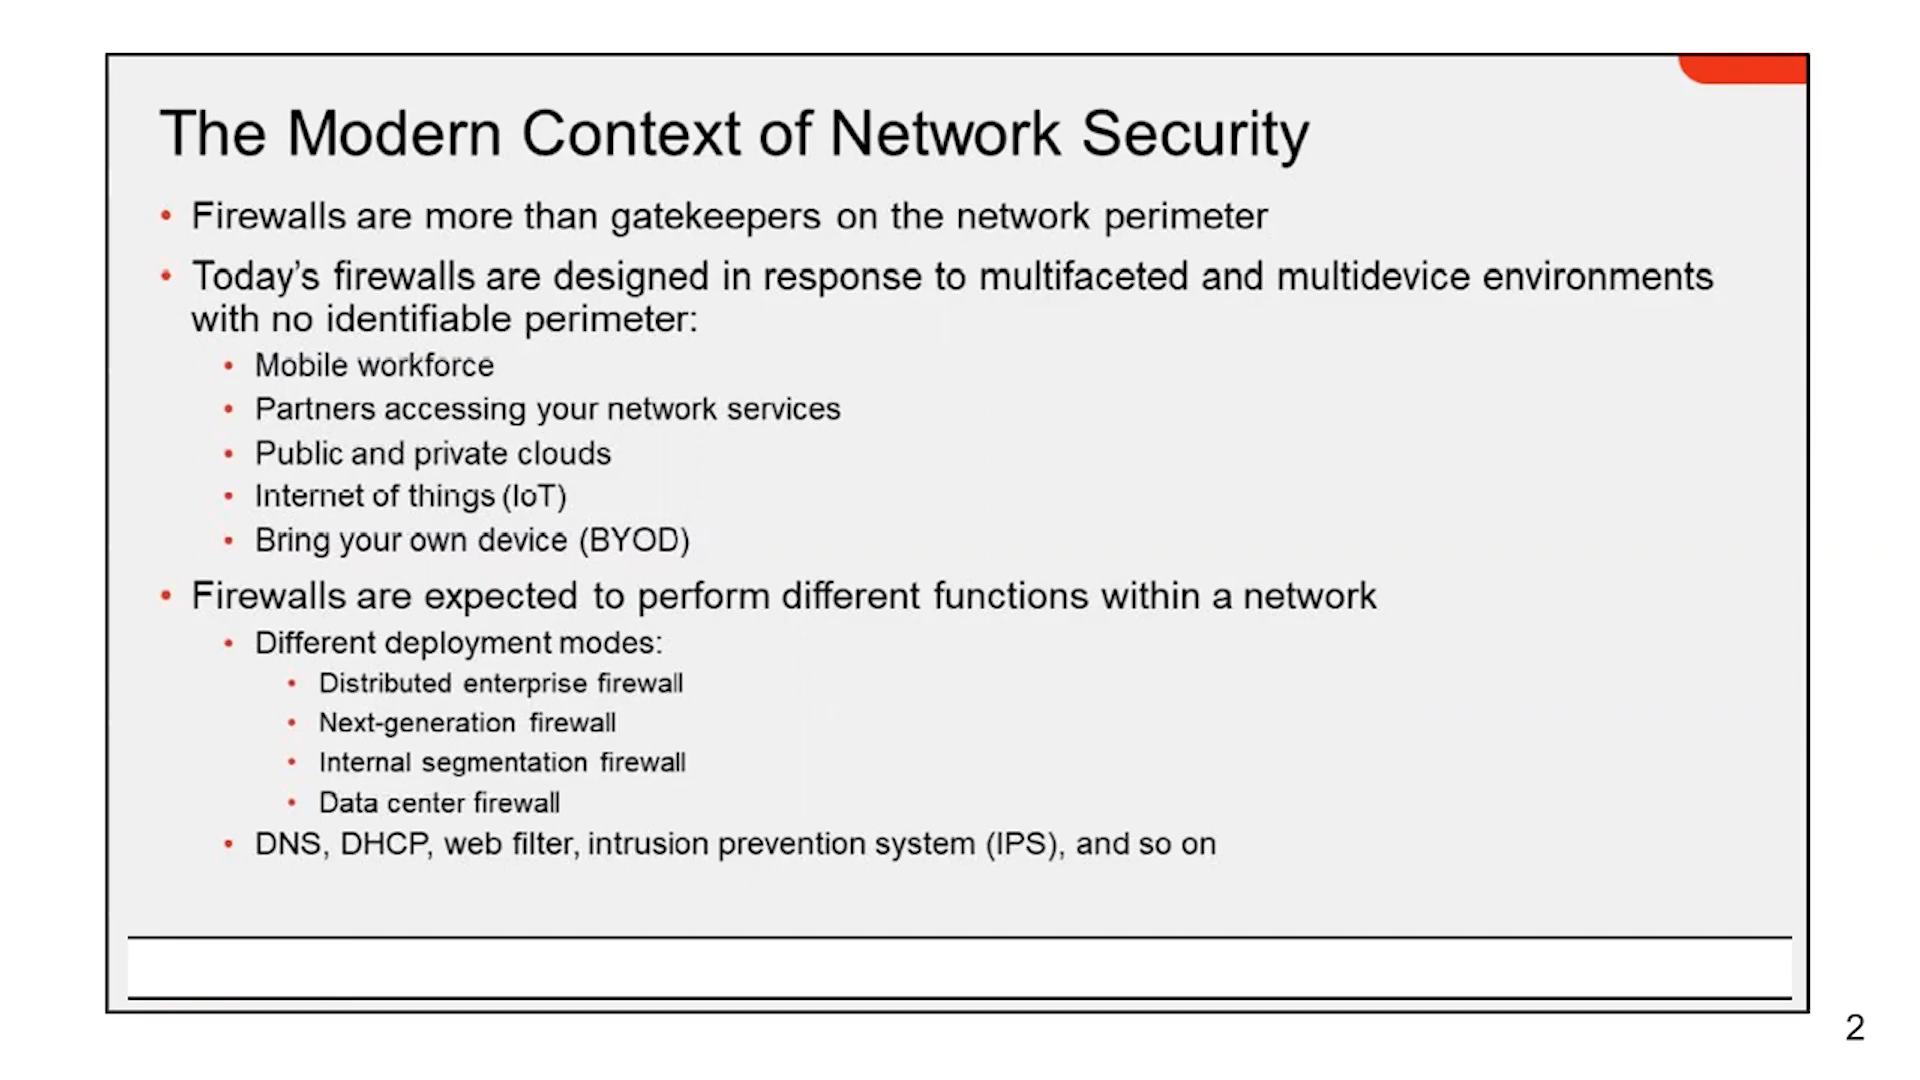 The Modern Context of Network Security
• Firewalls are more than gatekeepers on the network perimeter
• Today’s firewalls are designed in response to multifaceted and multidevice environments
with no identifiable perimeter:
• Mobile workforce
• Partners accessing your network services
• Public and private clouds
• Internet of things (IoT)
• Bring your own device (BYOD)
• Firewalls are expected to perform different functions within a network
• Different deployment modes:
• Distributed enterprise firewall
• Next-generation firewall
• Internal segmentation firewall
• Data center firewall
• DNS, DHCP, web filter, intrusion prevention system (IPS), and so on
2